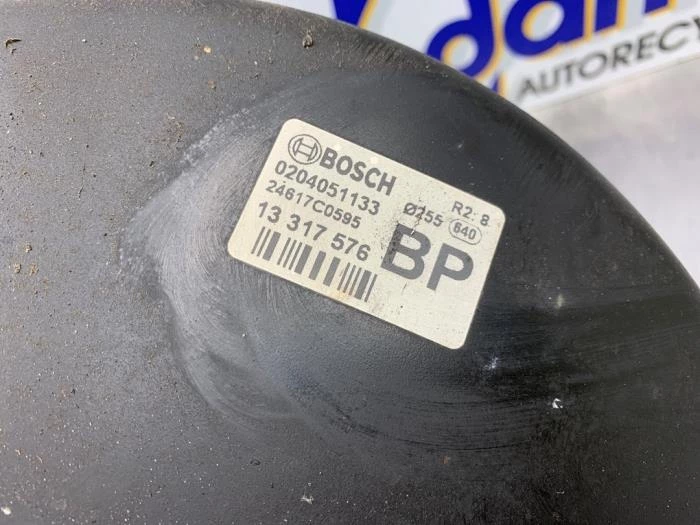 BOSCH
0204051133
24617C0595
13 317 576
Ø255
R2: 8
640
BP
AUTORECY